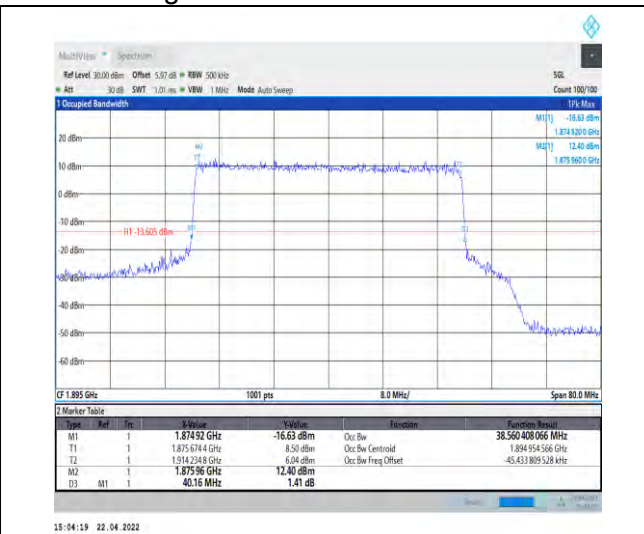 MultiView Spectrum
Ref Level 30.00 dBm Offset 5.97 dB RBW 500 kHz SGL
Att 30 dB SWT 1.01 ms VBW 1 MHz Mode Auto Sweep Count 100/100
1 Occupied Bandwidth 1Pk Max
M1[1] -16.63 dBm
1.874 920 0 GHz
M2[1] 12.40 dBm
1.875 960 0 GHz
20 dBm
M2
T1
10 dBm
0 dBm
-10 dBm
H1 -13.605 dBm
M1
D3
-20 dBm
-30 dBm
-40 dBm
-50 dBm
-60 dBm
CF 1.895 GHz 1001 pts 8.0 MHz/ Span 80.0 MHz
2 Marker Table
Type Ref Trc X-Value Y-Value Function Function Result
M1 1 1.874 92 GHz -16.63 dBm Occ Bw 38.560 408 066 MHz
T1 1 1.875 674 4 GHz 8.50 dBm Occ Bw Centroid 1.894 954 566 GHz
T2 1 1.914 234 8 GHz 6.04 dBm Occ Bw Freq Offset -45.433 809 528 kHz
M2 1 1.875 96 GHz 12.40 dBm
D3 M1 1 40.16 MHz 1.41 dB
15:04:19 22.04.2022